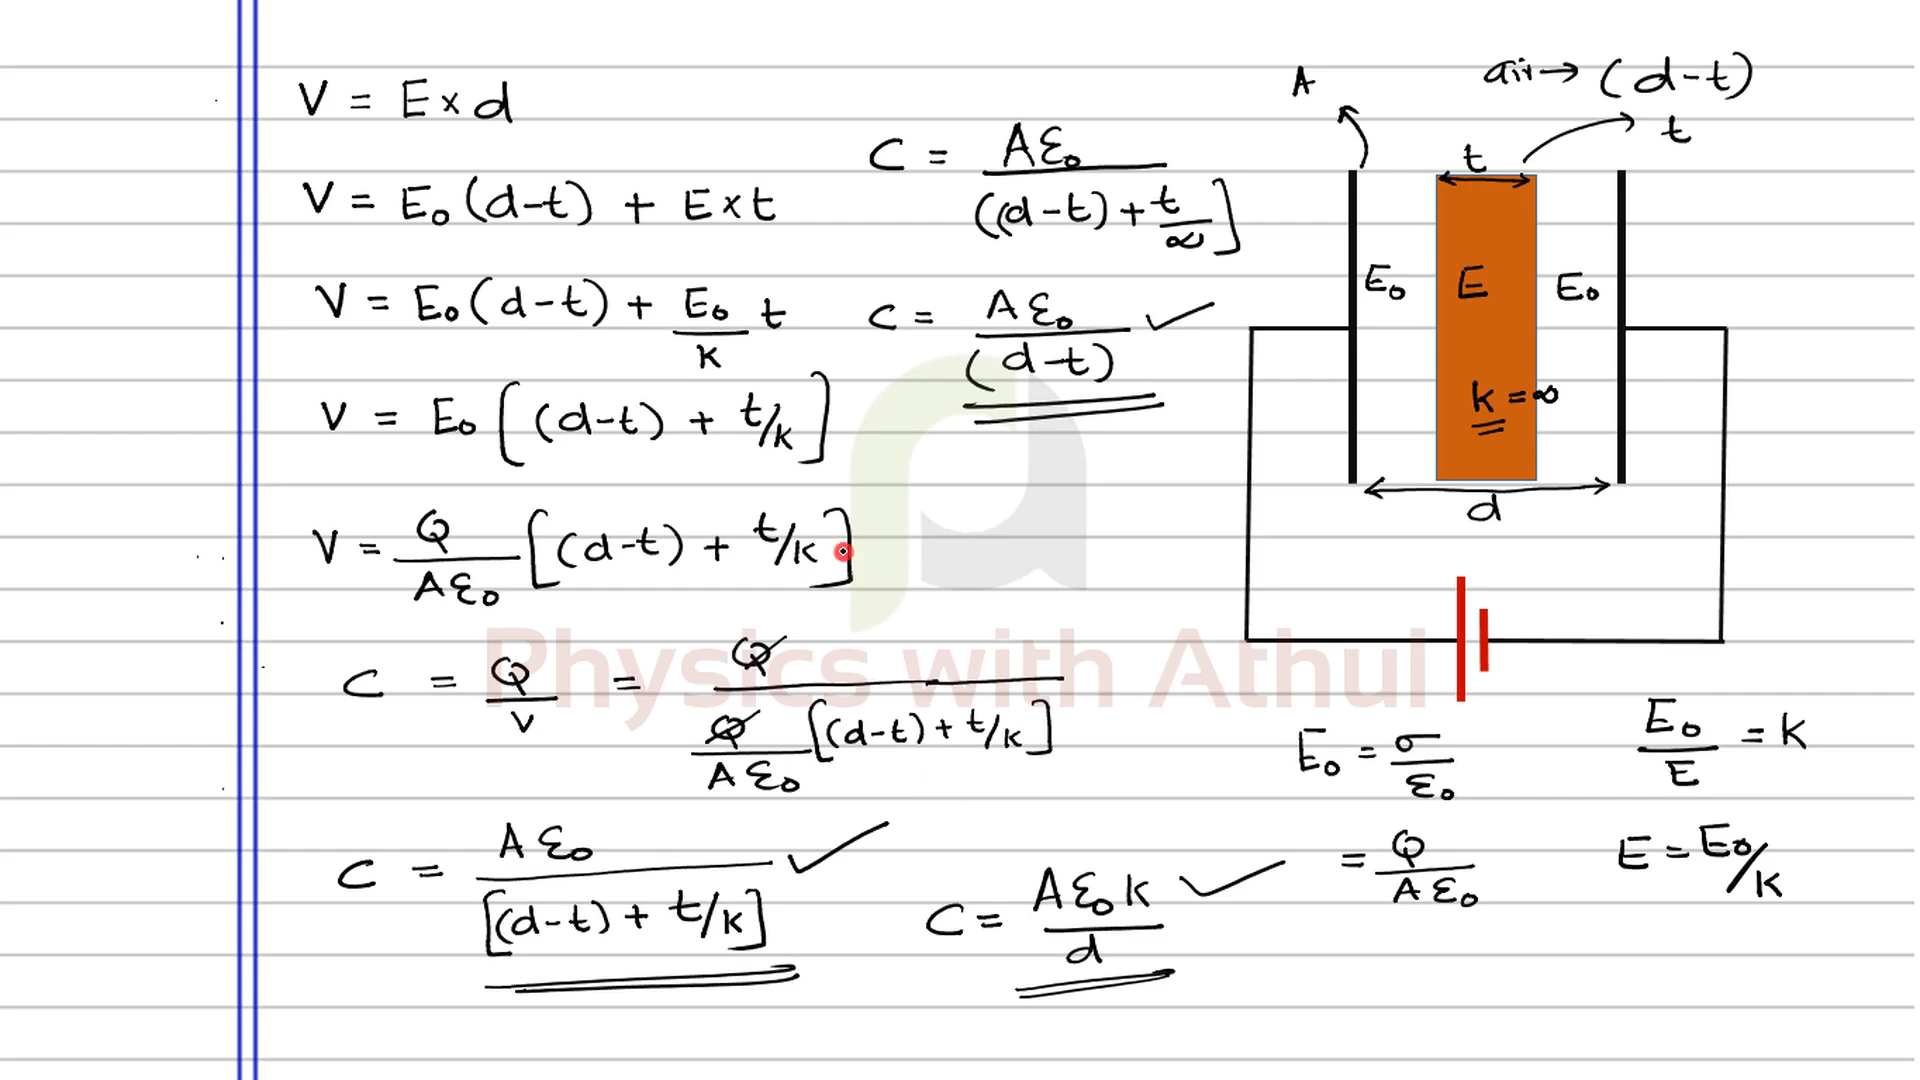 V = E × d
V = E₀(d-t) + E×t
V = E₀(d-t) + E₀/k t
V = E₀[(d-t) + t/k]
V = Q/Aε₀ [(d-t) + t/k]
C = Q/V = Q / Q/Aε₀ [(d-t) + t/k]
C = Aε₀ / [(d-t) + t/k]
C = Aε₀ / ((d-t) + t/∞]
C = Aε₀ / (d-t)
C = Aε₀k / d
A
air → (d-t)
t
t
E₀ E E₀
k = ∞
d
Physics with Athul
E₀ = σ/ε₀
= Q/Aε₀
E₀/E = k
E = E₀/k